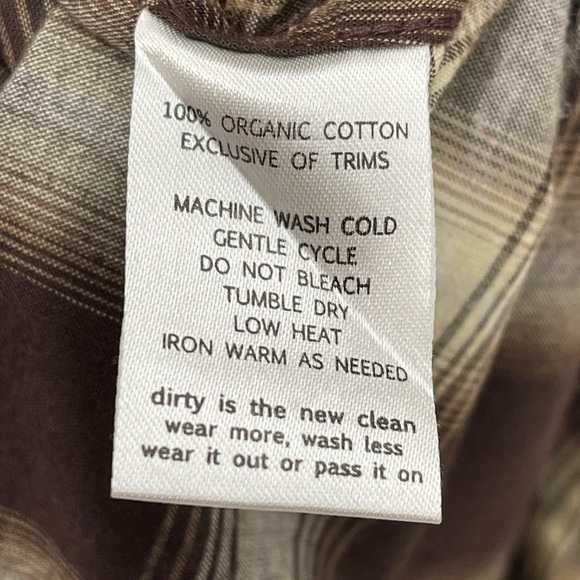 100% ORGANIC COTTON
EXCLUSIVE OF TRIMS
MACHINE WASH COLD
GENTLE CYCLE
DO NOT BLEACH
TUMBLE DRY
LOW HEAT
IRON WARM AS NEEDED
dirty is the new clean
wear more, wash less
wear it out or pass it on